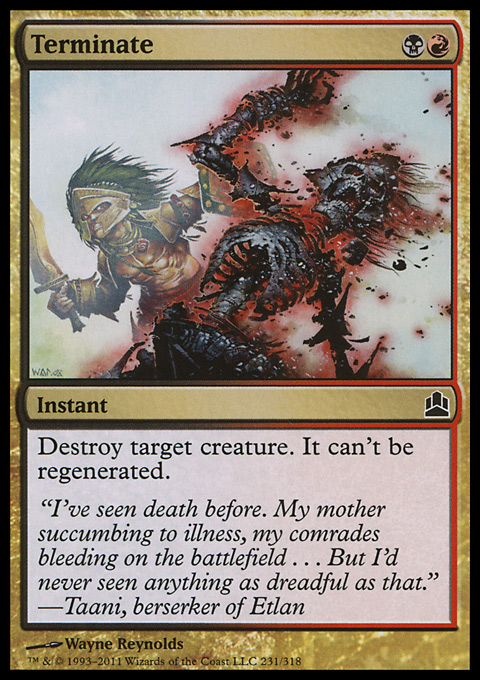 Terminate
Instant
Destroy target creature. It can't be
regenerated.
“I've seen death before. My mother
succumbing to illness, my comrades
bleeding on the battlefield . . . But I'd
never seen anything as dreadful as that.”
—Taani, berserker of Etlan
Wayne Reynolds
™ & © 1993–2011 Wizards of the Coast LLC 231/318